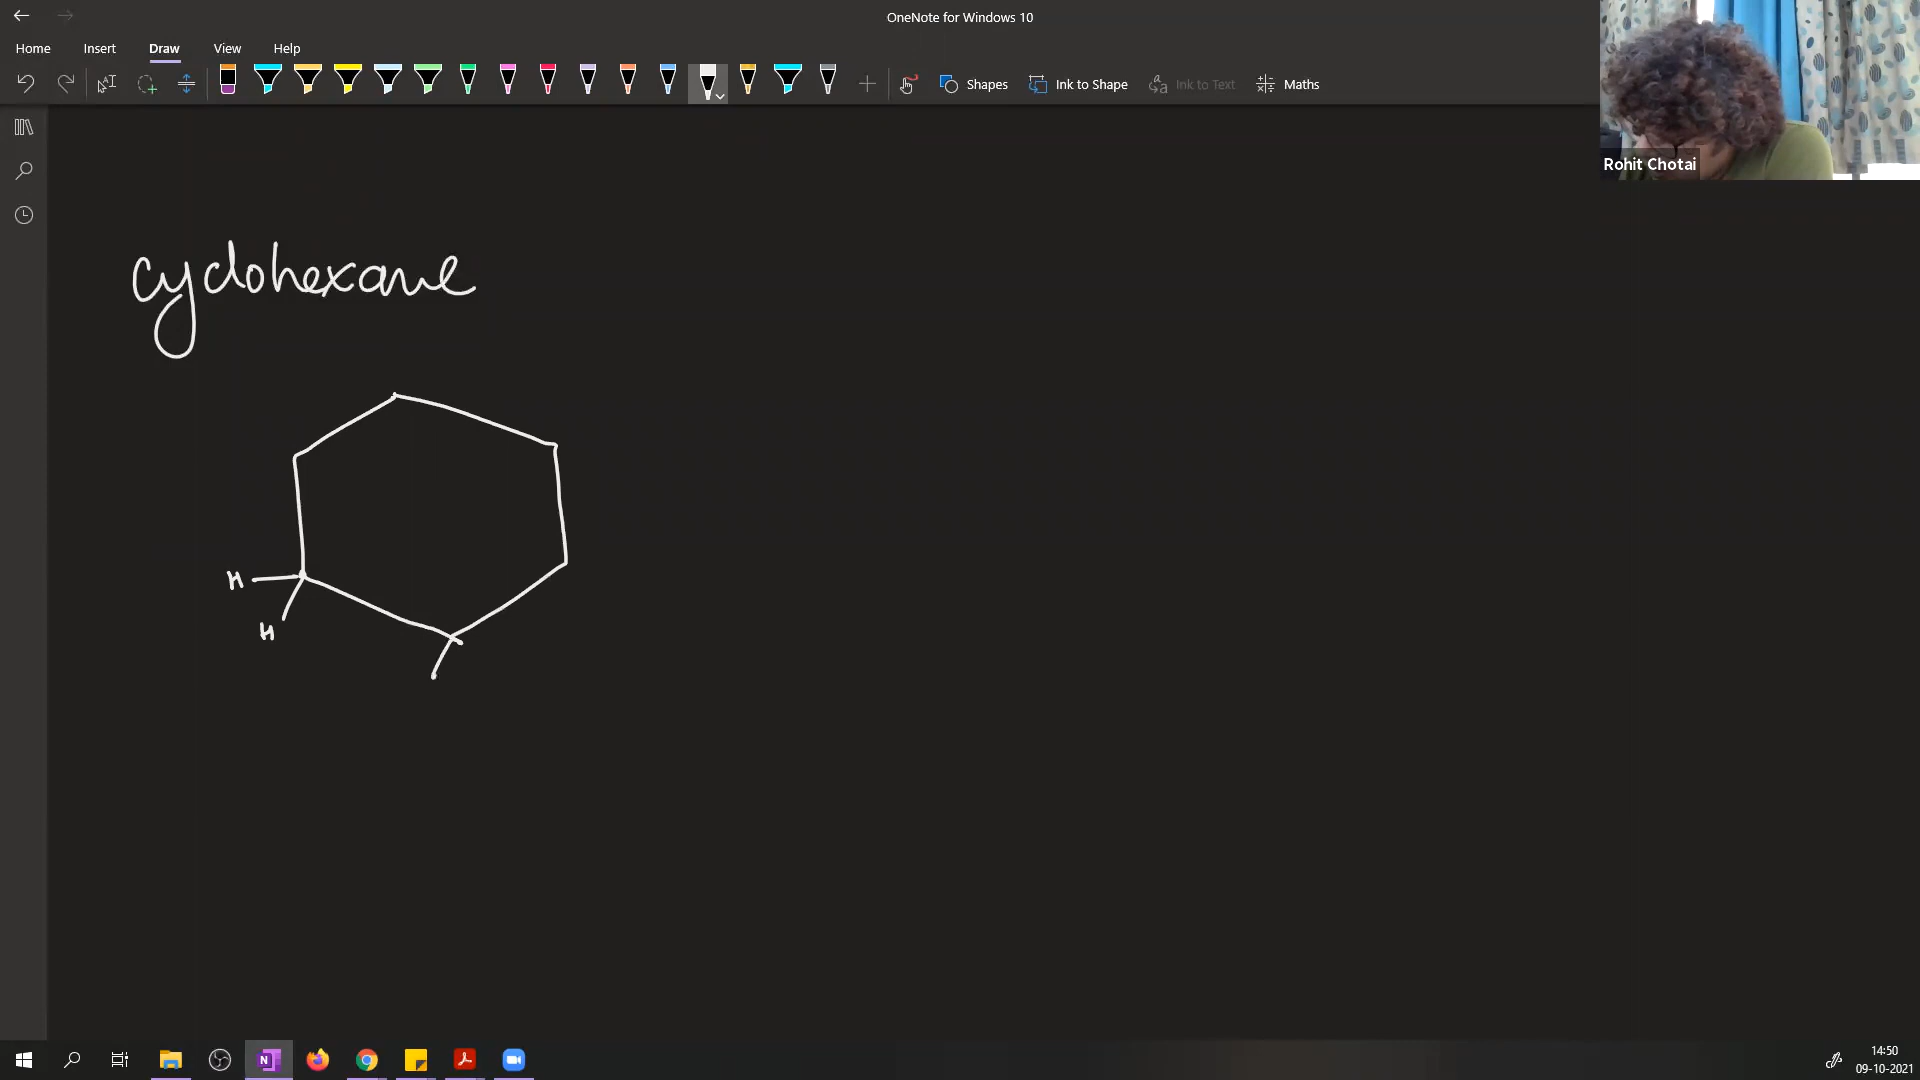 OneNote for Windows 10
Home Insert Draw View Help
Shapes Ink to Shape Ink to Text Maths
Rohit Chotai
cyclohexane
H
H
14:50
09-10-2021